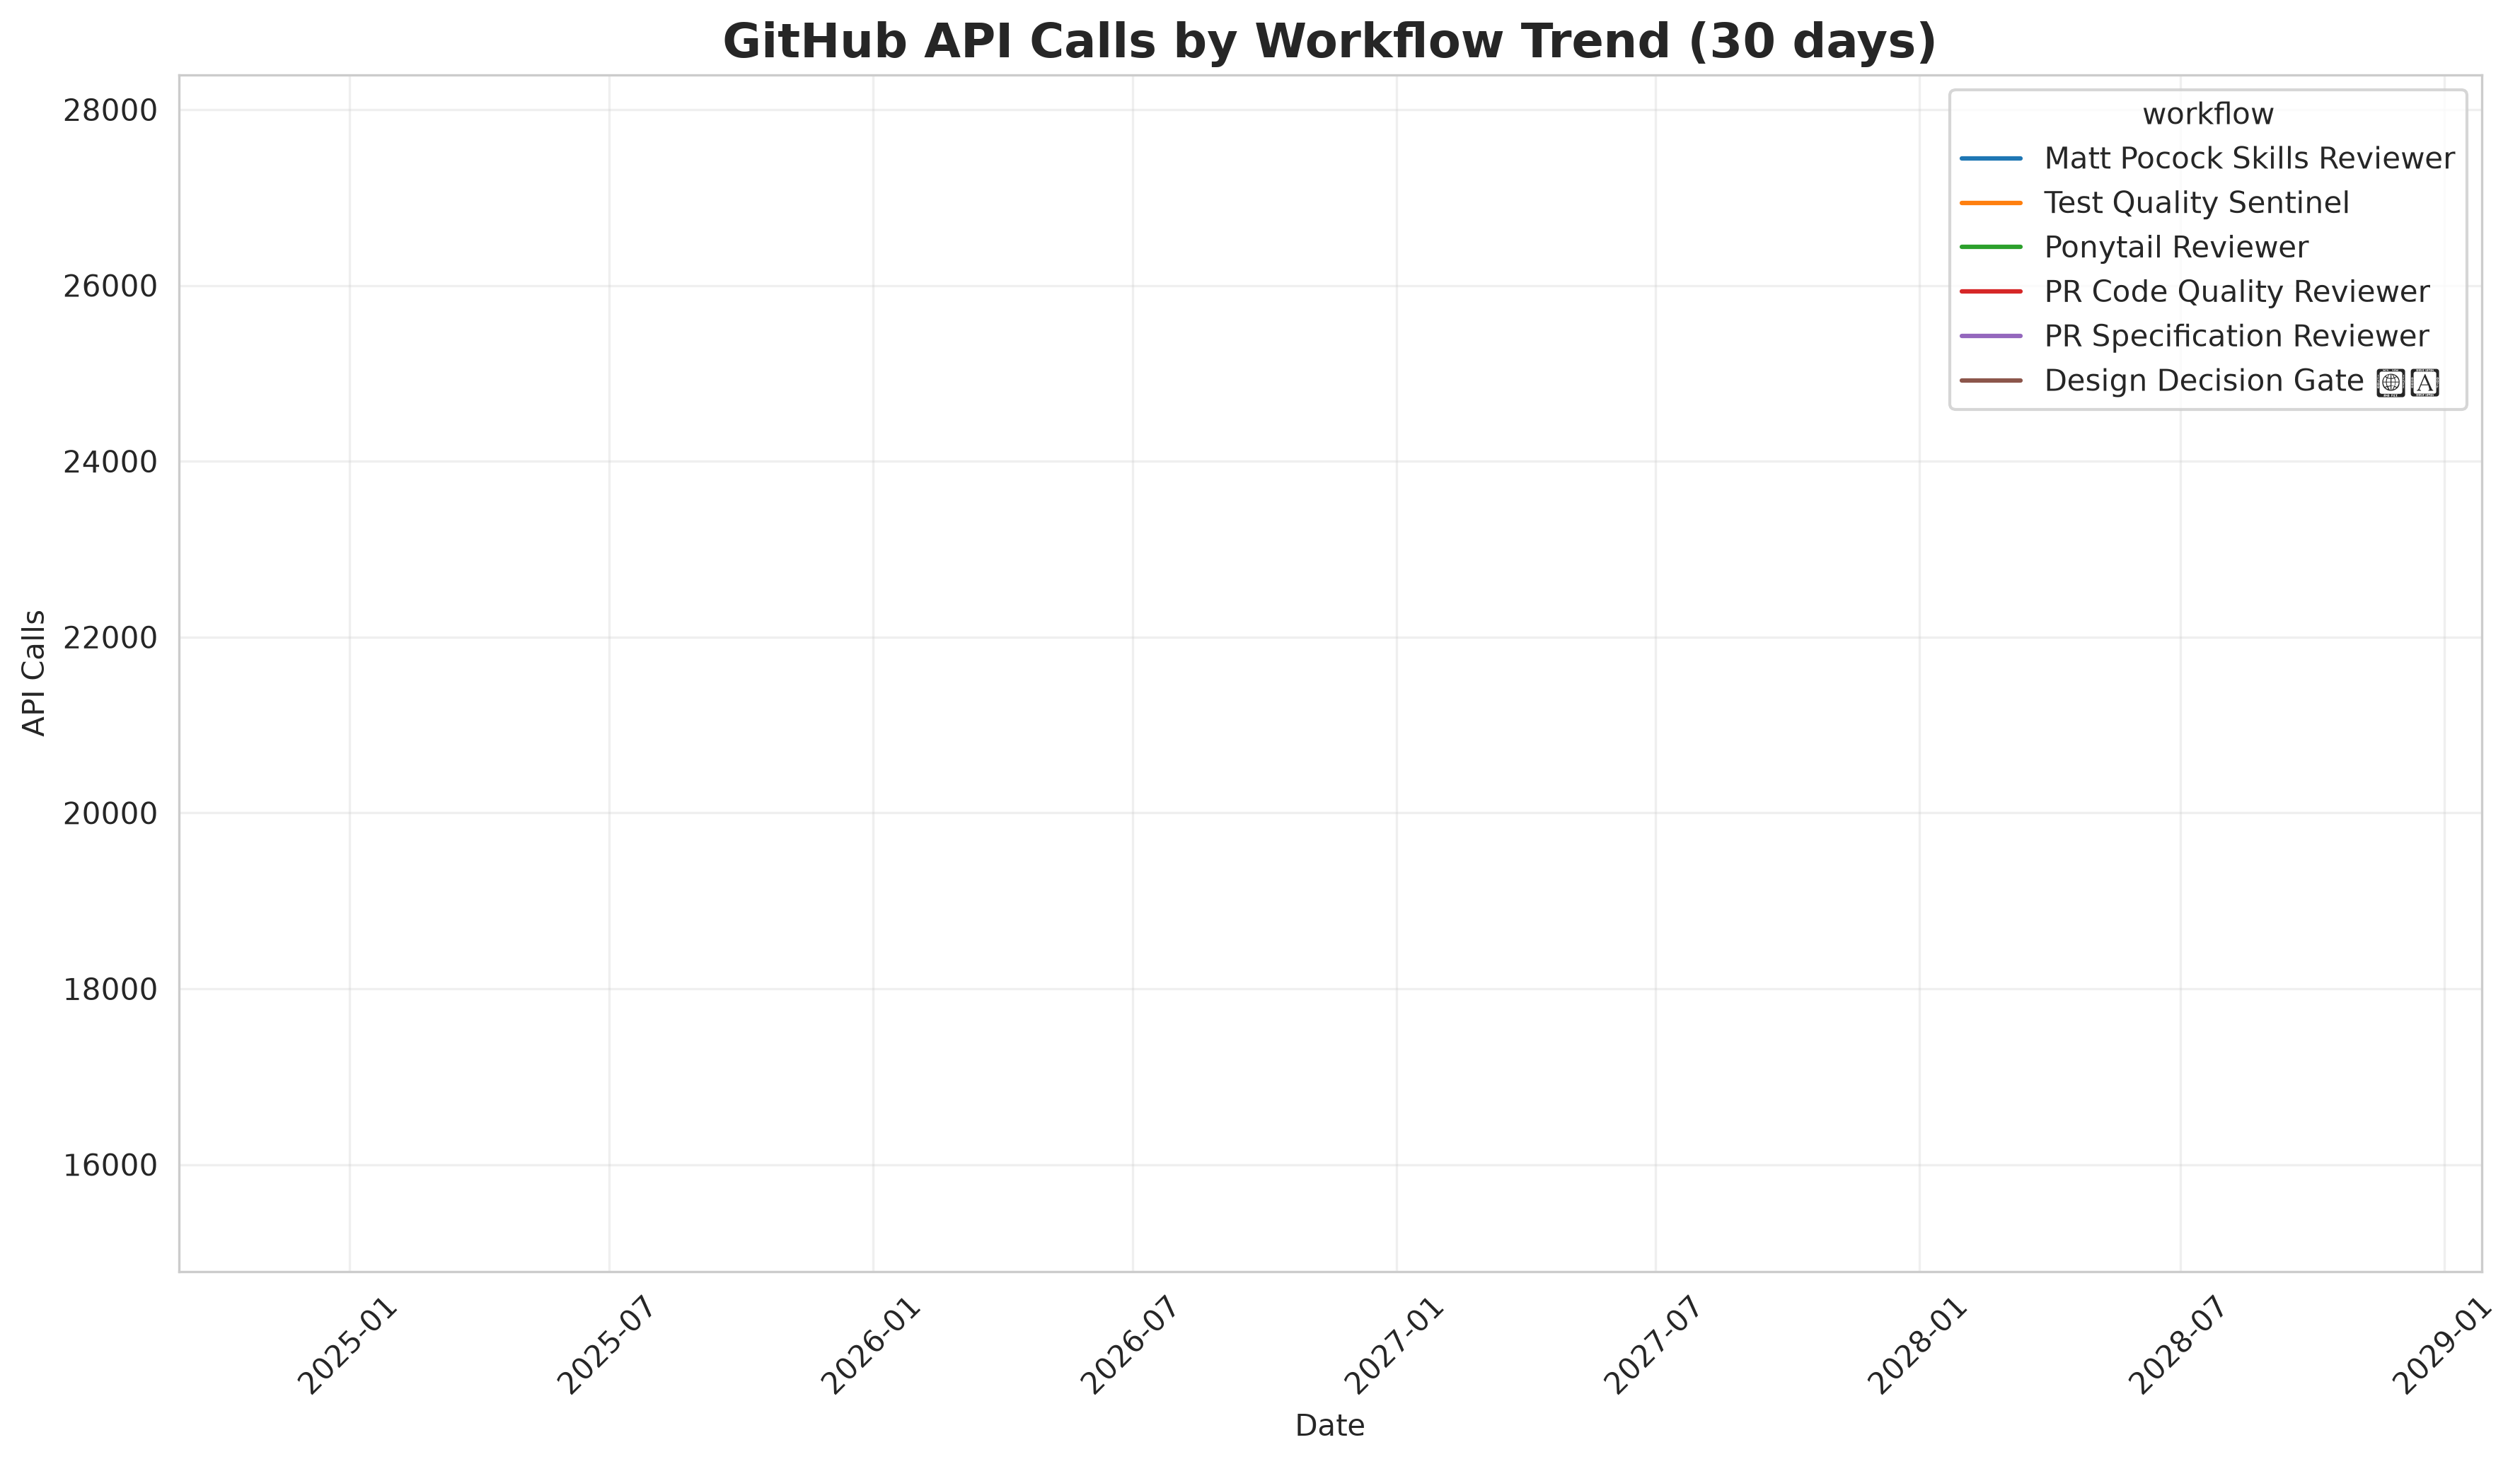 GitHub API Calls by Workflow Trend (30 days)
28000
26000
24000
22000
20000
18000
16000
API Calls
workflow
Matt Pocock Skills Reviewer
Test Quality Sentinel
Ponytail Reviewer
PR Code Quality Reviewer
PR Specification Reviewer
Design Decision Gate
2025-01
2025-07
2026-01
2026-07
2027-01
2027-07
2028-01
2028-07
2029-01
Date